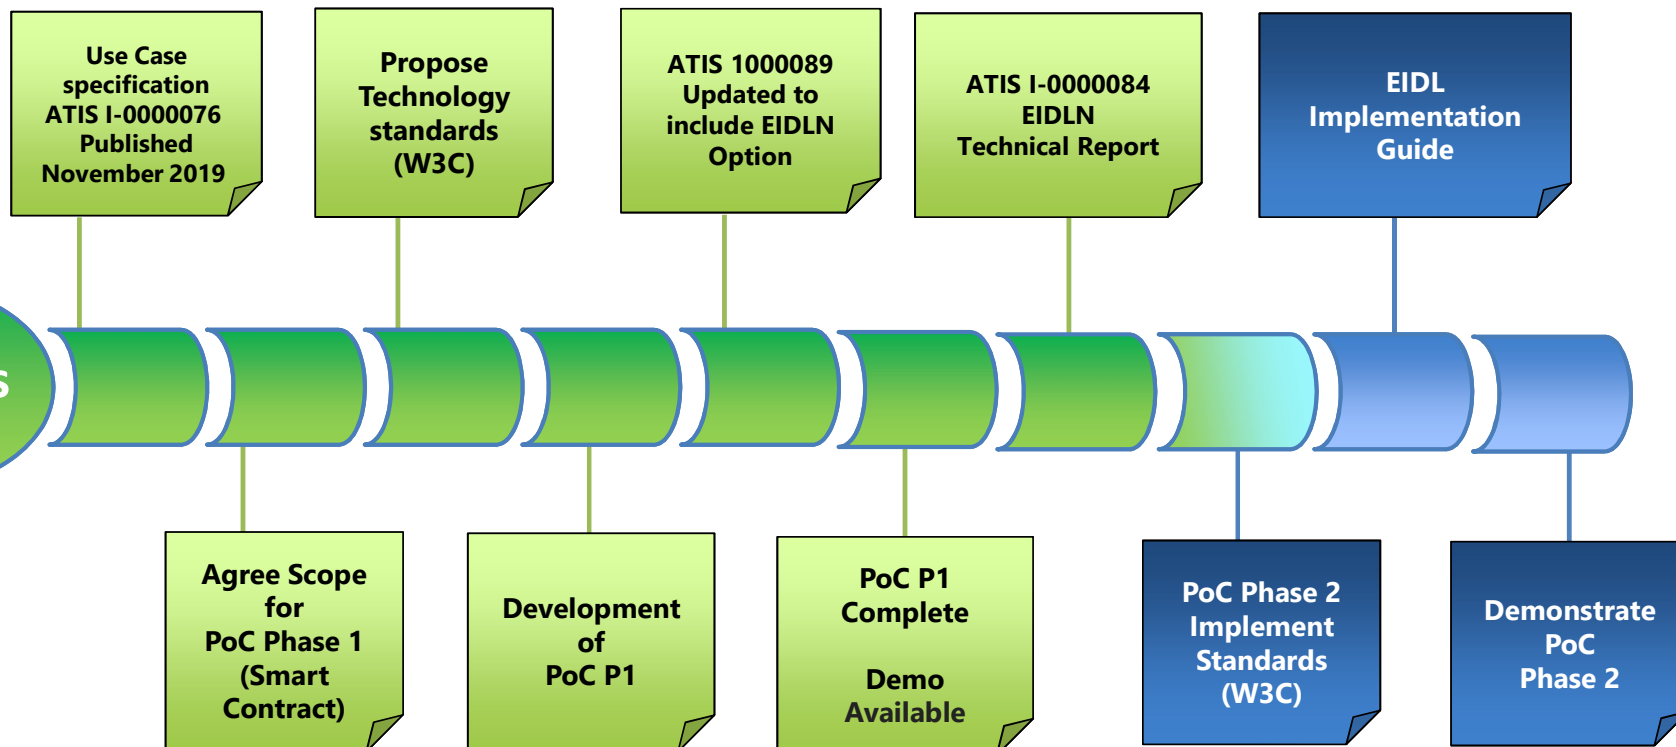 Use Case
specification
ATIS I-0000076
Published
November 2019
Propose
Technology
standards
(W3C)
ATIS 1000089
Updated to
include EIDLN
Option
ATIS I-0000084
EIDLN
Technical Report
EIDL
Implementation
Guide
s
Agree Scope
for
PoC Phase 1
(Smart
Contract)
Development
of
PoC P1
PoC P1
Complete
Demo
Available
PoC Phase 2
Implement
Standards
(W3C)
Demonstrate
PoC
Phase 2